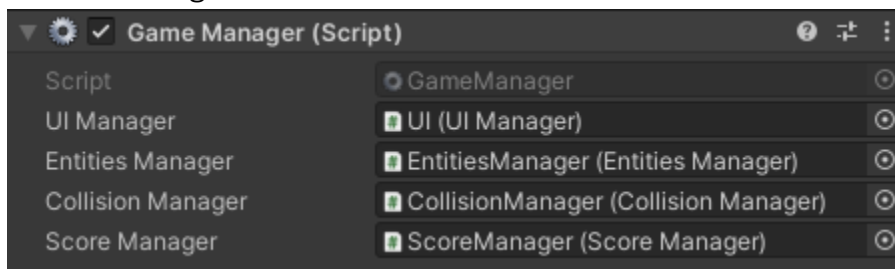 Game Manager (Script)
Script GameManager
UI Manager UI (UI Manager)
Entities Manager EntitiesManager (Entities Manager)
Collision Manager CollisionManager (Collision Manager)
Score Manager ScoreManager (Score Manager)